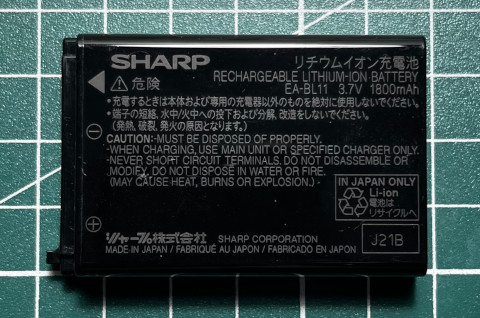 SHARP リチウムイオン充電池
RECHARGEABLE LITHIUM-ION BATTERY
⚠危険 EA-BL11 3.7V 1800mAh
•充電するときは本体および専用の充電器以外のものを絶対に使用しないでください。
•端子の短絡、水中/火中への投下および分解、改造をしないでください。
(発熱、破裂、発火の原因となります。)
CAUTION:•MUST BE DISPOSED OF PROPERLY.
•WHEN CHARGING, USE MAIN UNIT OR SPECIFIED CHARGER.
•NEVER SHORT CIRCUIT TERMINALS. DO NOT DISASSEMBLE OR
MODIFY. DO NOT DISPOSE IN WATER OR FIRE.
(MAY CAUSE HEAT, BURNS OR EXPLOSION.)
IN JAPAN ONLY
Li-ion
電池は
リサイクルへ
シャープ株式会社 SHARP CORPORATION
MADE IN JAPAN / FABRIQUÉ AU JAPON / FABRICADO EN JAPON
J21B